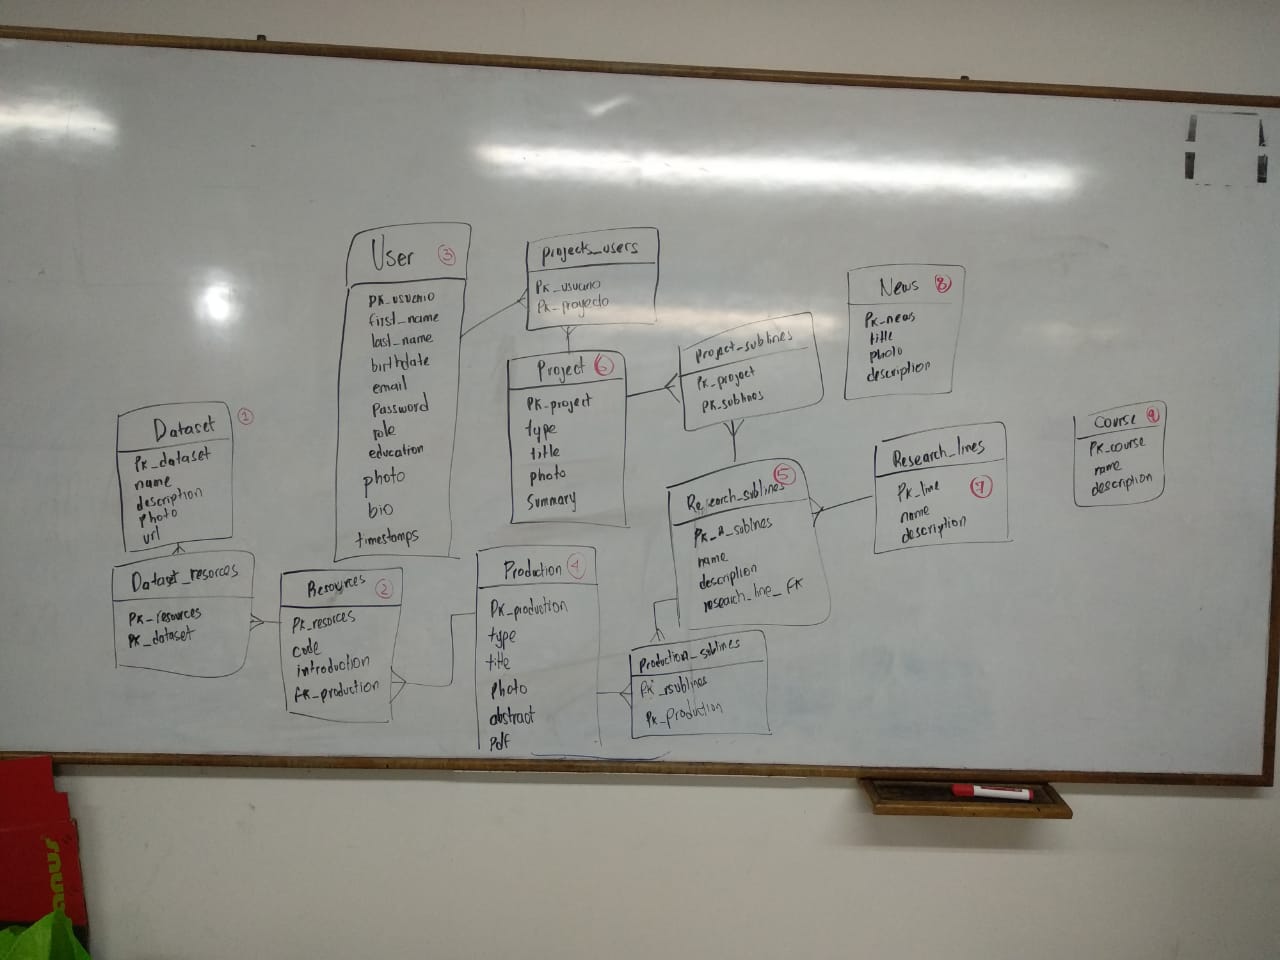 User 3
PK_usuario
first_name
last_name
birthdate
email
Password
role
education
photo
bio
timestamps
projects_users
PK_usuario
PK_proyecto
Project 6
PK_project
type
title
photo
Summary
Project_sublines
PK_project
PK_sublines
News 8
PK_news
title
photo
description
Course 9
PK_course
name
description
Research_lines
PK_line 7
name
description
Research_sublines 5
PK_R_sublines
name
description
research_line_FK
Dataset 1
PK_dataset
name
description
photo
url
Dataset_resorces
PK_resources
PK_dataset
Resources 2
PK_resorces
code
introduction
FK_production
Production 4
PK_production
type
title
photo
abstract
Pdf
Production_sublines
PK_rsublines
PK_production
anus